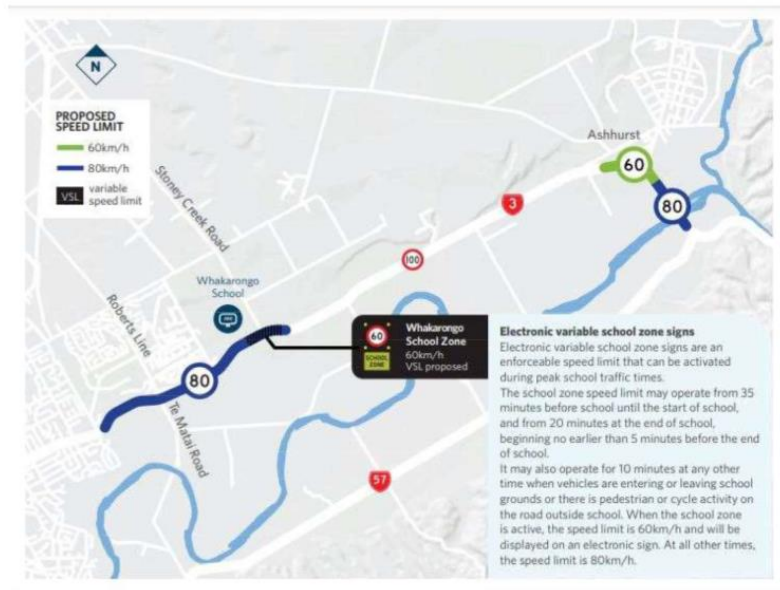 N
PROPOSED
SPEED LIMIT
60km/h
80km/h
VSL
variable
speed limit
Stoney Creek Road
Ashhurst
60
80
3
100
Whakarongo
School
Roberts Line
80
Te Matai Road
57
60
SCHOOL
ZONE
Whakarongo
School Zone
60km/h
VSL proposed
Electronic variable school zone signs
Electronic variable school zone signs are an
enforceable speed limit that can be activated
during peak school traffic times.
The school zone speed limit may operate from 35
minutes before school until the start of school,
and from 20 minutes at the end of school,
beginning no earlier than 5 minutes before the end
of school.
It may also operate for 10 minutes at any other
time when vehicles are entering or leaving school
grounds or there is pedestrian or cycle activity on
the road outside school. When the school zone
is active, the speed limit is 60km/h and will be
displayed on an electronic sign. At all other times,
the speed limit is 80km/h.